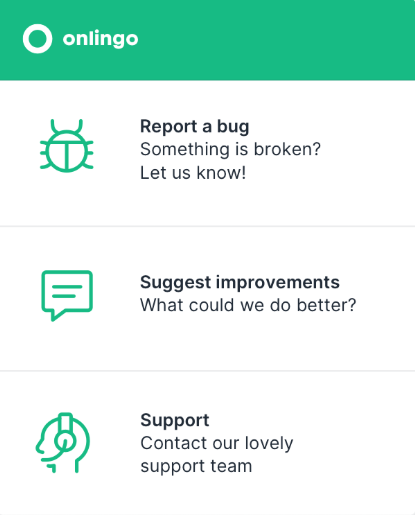 onlingo
Report a bug
Something is broken?
Let us know!
Suggest improvements
What could we do better?
Support
Contact our lovely
support team